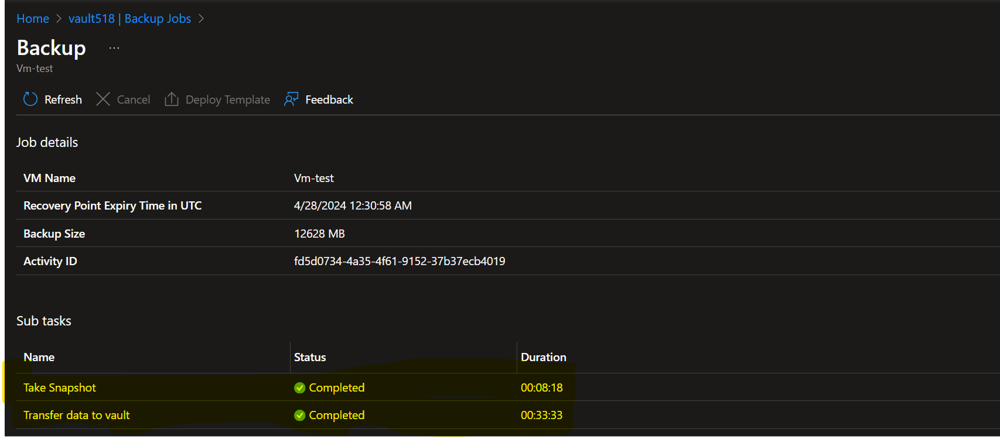 Home > vault518 | Backup Jobs >
Backup ...
Vm-test
Refresh Cancel Deploy Template Feedback
Job details
VM Name Vm-test
Recovery Point Expiry Time in UTC 4/28/2024 12:30:58 AM
Backup Size 12628 MB
Activity ID fd5d0734-4a35-4f61-9152-37b37ecb4019
Sub tasks
Name Status Duration
Take Snapshot Completed 00:08:18
Transfer data to vault Completed 00:33:33